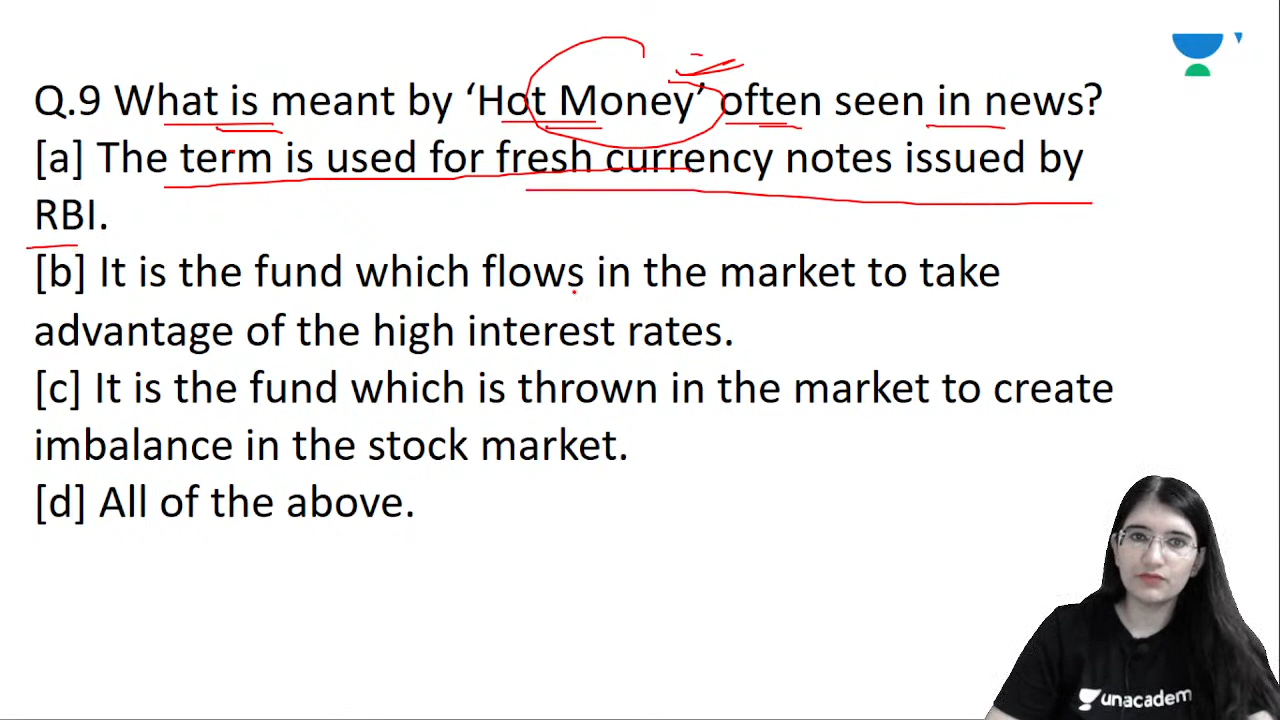 Q.9 What is meant by ‘Hot Money’ often seen in news?
[a] The term is used for fresh currency notes issued by
RBI.
[b] It is the fund which flows in the market to take
advantage of the high interest rates.
[c] It is the fund which is thrown in the market to create
imbalance in the stock market.
[d] All of the above.
unacadem